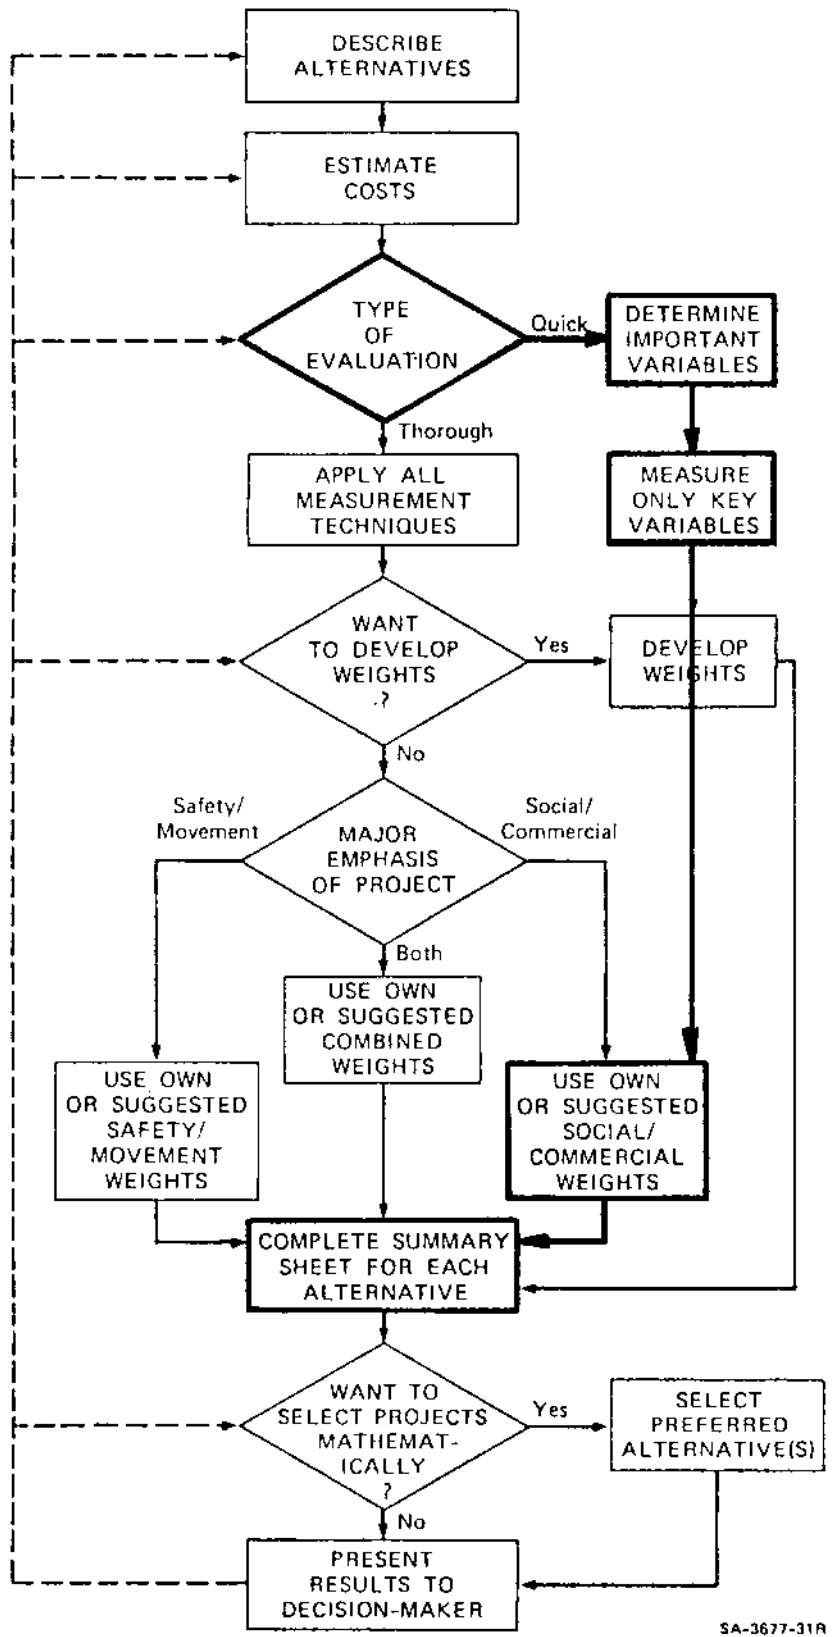 DESCRIBE
ALTERNATIVES
ESTIMATE
COSTS
TYPE
OF
EVALUATION
Quick
DETERMINE
IMPORTANT
VARIABLES
Thorough
APPLY ALL
MEASUREMENT
TECHNIQUES
MEASURE
ONLY KEY
VARIABLES
WANT
TO DEVELOP
WEIGHTS
?
Yes
DEVELOP
WEIGHTS
No
Safety/
Movement
MAJOR
EMPHASIS
OF PROJECT
Social/
Commercial
Both
USE OWN
OR SUGGESTED
COMBINED
WEIGHTS
USE OWN
OR SUGGESTED
SAFETY/
MOVEMENT
WEIGHTS
USE OWN
OR SUGGESTED
SOCIAL/
COMMERCIAL
WEIGHTS
COMPLETE SUMMARY
SHEET FOR EACH
ALTERNATIVE
WANT TO
SELECT PROJECTS
MATHEMAT-
ICALLY
?
Yes
SELECT
PREFERRED
ALTERNATIVE(S)
No
PRESENT
RESULTS TO
DECISION-MAKER
SA-3677-31R